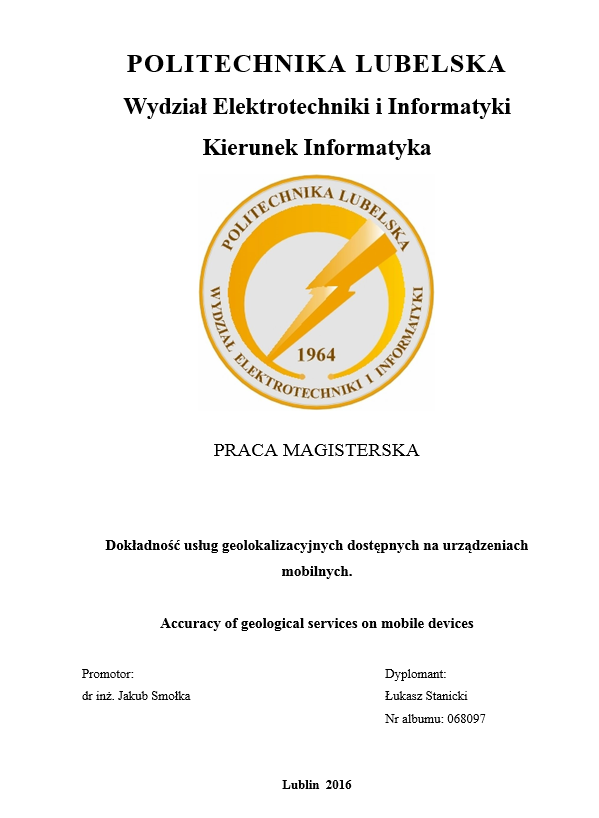 POLITECHNIKA LUBELSKA
Wydział Elektrotechniki i Informatyki
Kierunek Informatyka
POLITECHNIKA LUBELSKA
WYDZIAŁ ELEKTROTECHNIKI I INFORMATYKI
1964
PRACA MAGISTERSKA
Dokładność usług geolokalizacyjnych dostępnych na urządzeniach
mobilnych.
Accuracy of geological services on mobile devices
Promotor:
dr inż. Jakub Smołka
Dyplomant:
Łukasz Stanicki
Nr albumu: 068097
Lublin 2016